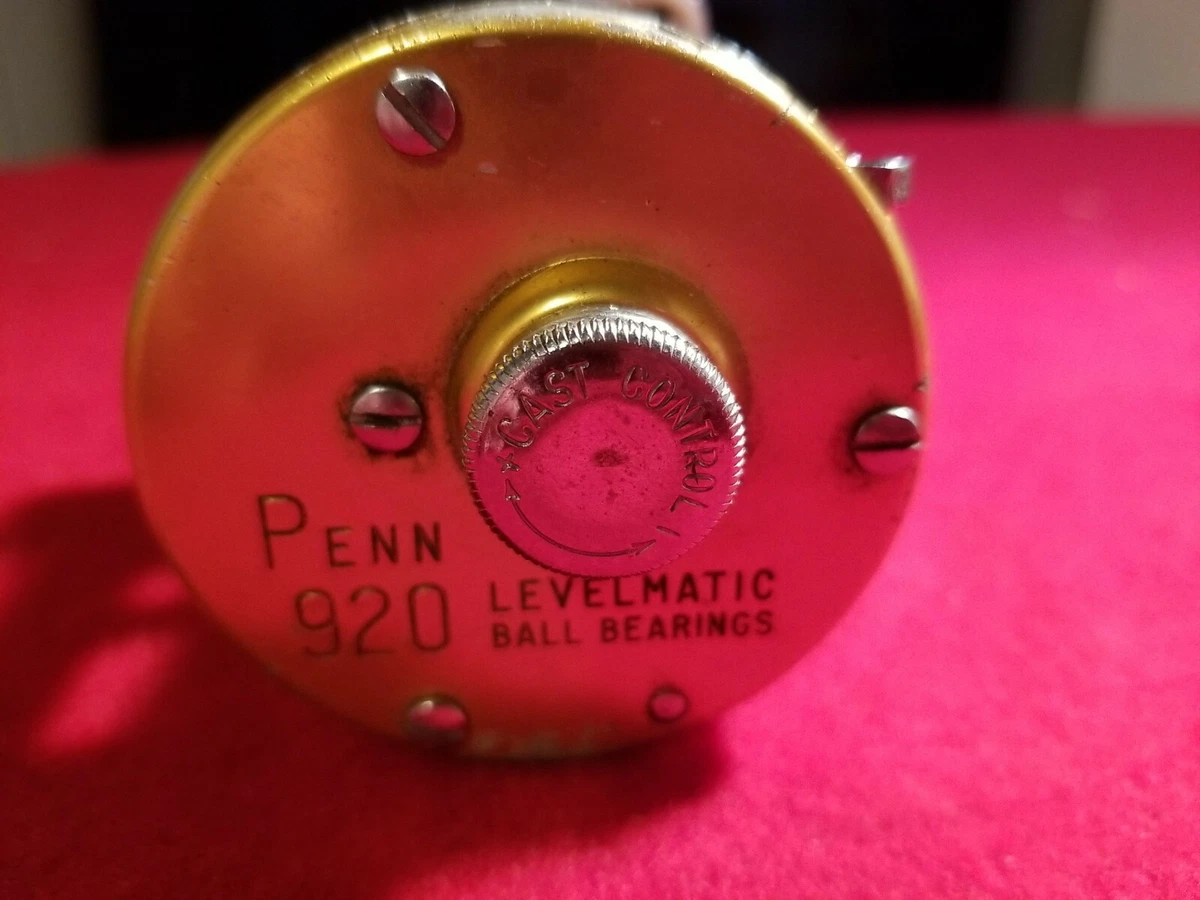 CAST CONTROL
PENN
920 LEVELMATIC
BALL BEARINGS